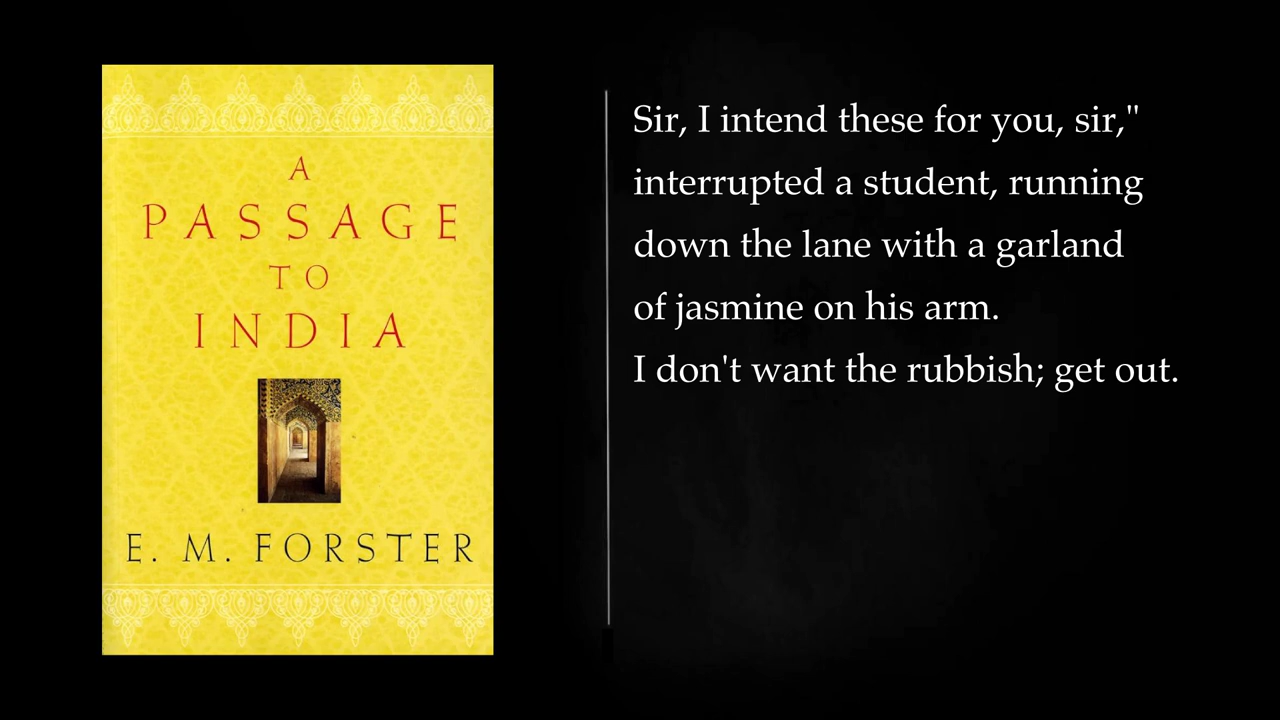 A
PASSAGE
TO
INDIA
E. M. FORSTER
Sir, I intend these for you, sir,"
interrupted a student, running
down the lane with a garland
of jasmine on his arm.
I don't want the rubbish; get out.